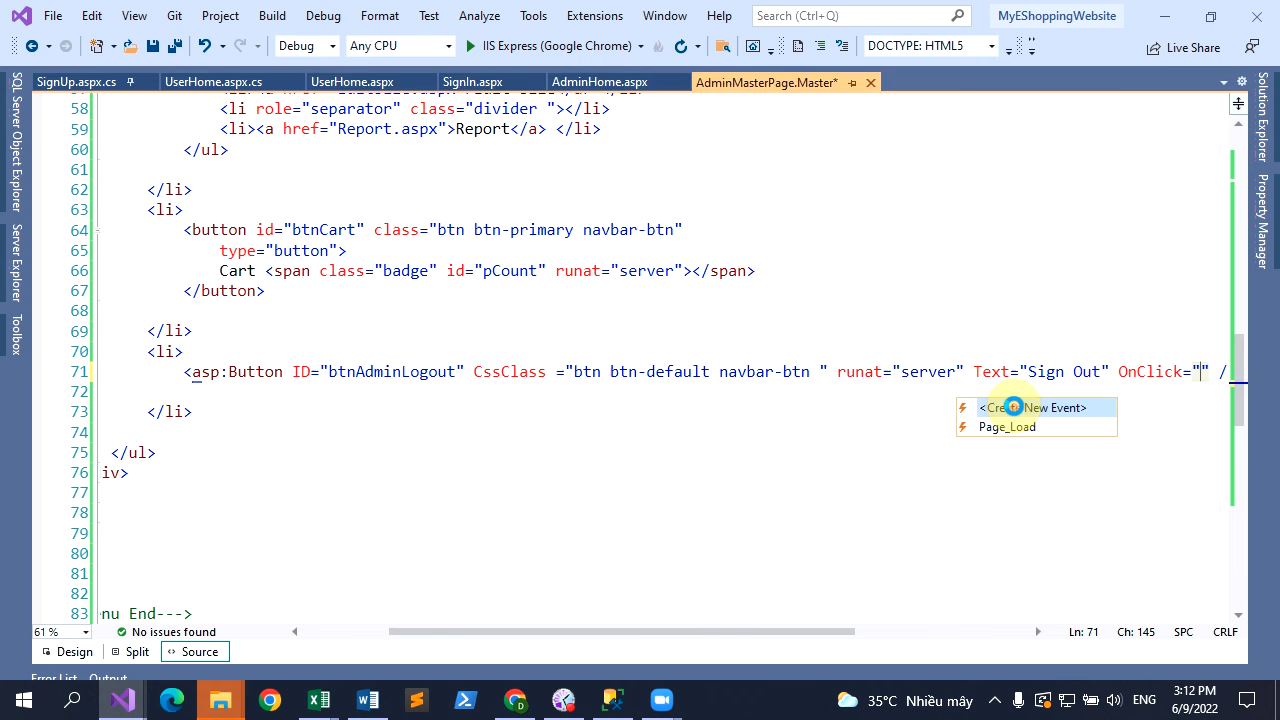 File Edit View Git Project Build Debug Format Test Analyze Tools Extensions Window Help Search (Ctrl+Q) MyEShoppingWebsite
Debug Any CPU IIS Express (Google Chrome) DOCTYPE: HTML5 Live Share
SignUp.aspx.cs UserHome.aspx.cs UserHome.aspx SignIn.aspx AdminHome.aspx AdminMasterPage.Master*
SQL Server Object Explorer
Server Explorer
Toolbox
Solution Explorer
Property Manager
58 <li role="separator" class="divider "></li>
59 <li><a href="Report.aspx">Report</a> </li>
60 </ul>
61
62 </li>
63 <li>
64 <button id="btnCart" class="btn btn-primary navbar-btn"
65 type="button">
66 Cart <span class="badge" id="pCount" runat="server"></span>
67 </button>
68
69 </li>
70 <li>
71 <asp:Button ID="btnAdminLogout" CssClass ="btn btn-default navbar-btn " runat="server" Text="Sign Out" OnClick="" /
72
<Create New Event>
73 </li>
Page_Load
74
75 </ul>
76 iv>
77
78
79
80
81
82
83 nu End--->
61 % No issues found Ln: 71 Ch: 145 SPC CRLF
Design Split Source
Error List Output
35°C Nhiều mây ENG 3:12 PM
6/9/2022